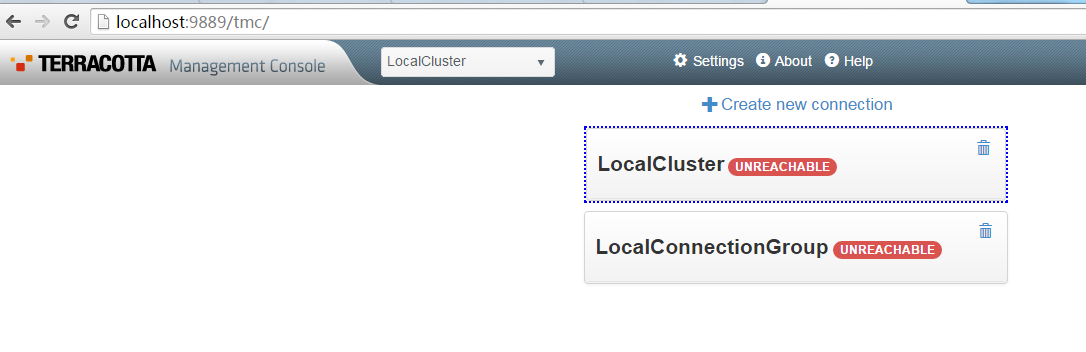 localhost:9889/tmc/
TERRACOTTA Management Console LocalCluster Settings About Help
Create new connection
LocalCluster UNREACHABLE
LocalConnectionGroup UNREACHABLE